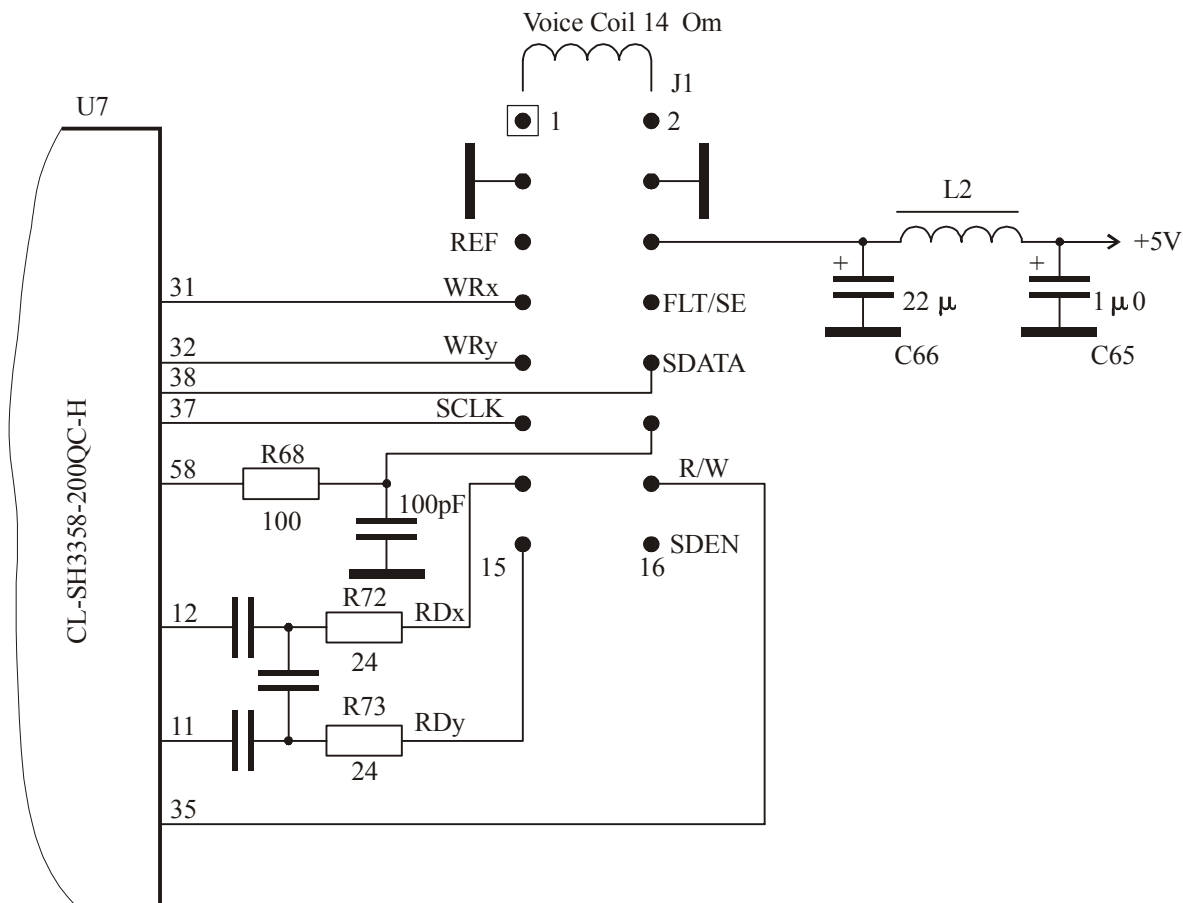 Voice Coil 14 Om
J1
U7
1
2
L2
REF
+5V
+
+
31
WRx
FLT/SE
22 µ
1 µ 0
32
WRy
SDATA
C66
C65
38
37
SCLK
CL-SH3358-200QC-H
58
R68
R/W
100
100pF
15
16
SDEN
12
R72
RDx
24
11
R73
RDy
24
35